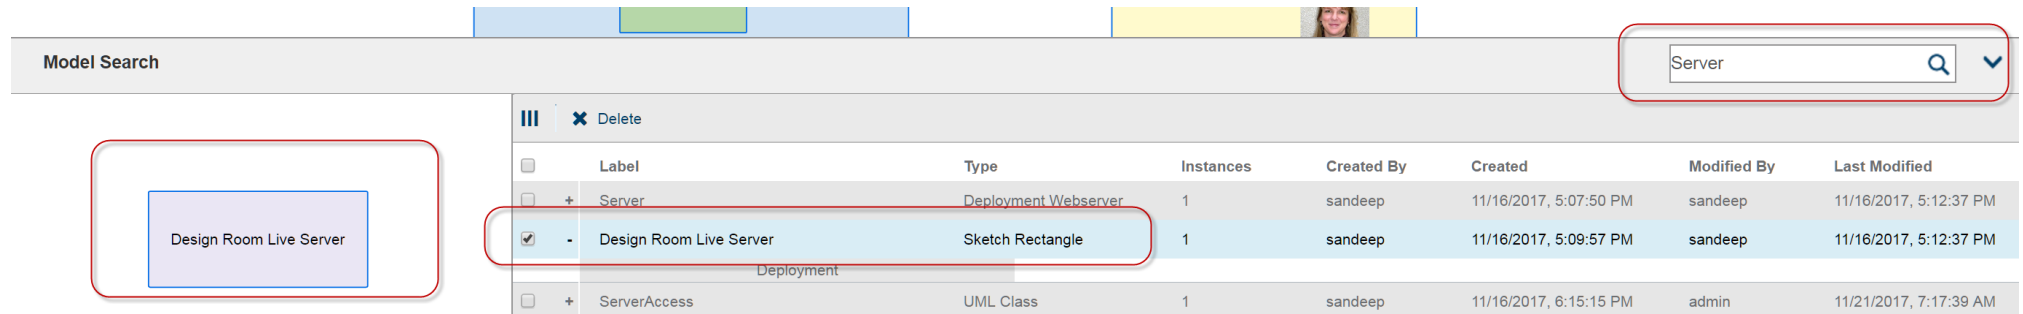 Model Search
Server
Delete
Label Type Instances Created By Created Modified By Last Modified
+ Server Deployment Webserver 1 sandeep 11/16/2017, 5:07:50 PM sandeep 11/16/2017, 5:12:37 PM
Design Room Live Server
- Design Room Live Server Sketch Rectangle 1 sandeep 11/16/2017, 5:09:57 PM sandeep 11/16/2017, 5:12:37 PM
Deployment
+ ServerAccess UML Class 1 sandeep 11/16/2017, 6:15:15 PM admin 11/21/2017, 7:17:39 AM